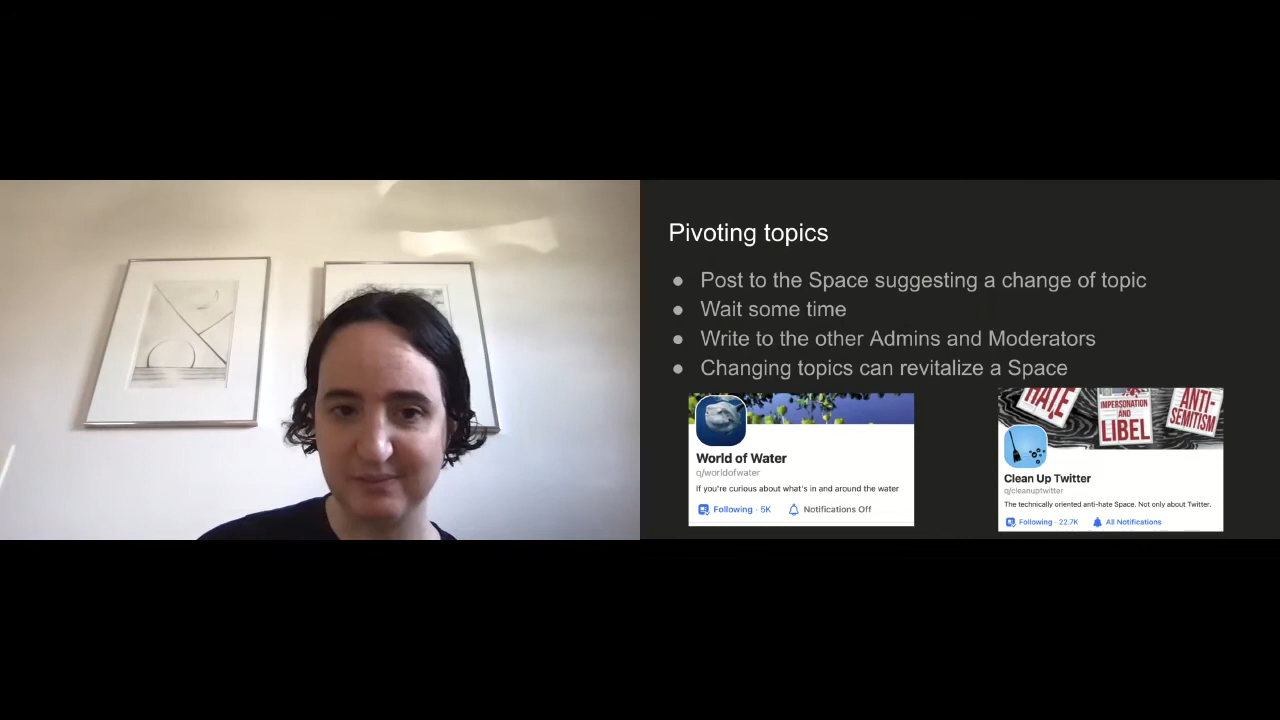 Pivoting topics
● Post to the Space suggesting a change of topic
● Wait some time
● Write to the other Admins and Moderators
● Changing topics can revitalize a Space
World of Water
q/worldofwater
If you're curious about what's in and around the water
Following · 5K Notifications Off
HATE
IMPERSONATION
AND
LIBEL
ANTI-
SEMITISM
Clean Up Twitter
q/cleanuptwitter
The technically oriented anti-hate Space. Not only about Twitter.
Following · 22.7K All Notifications